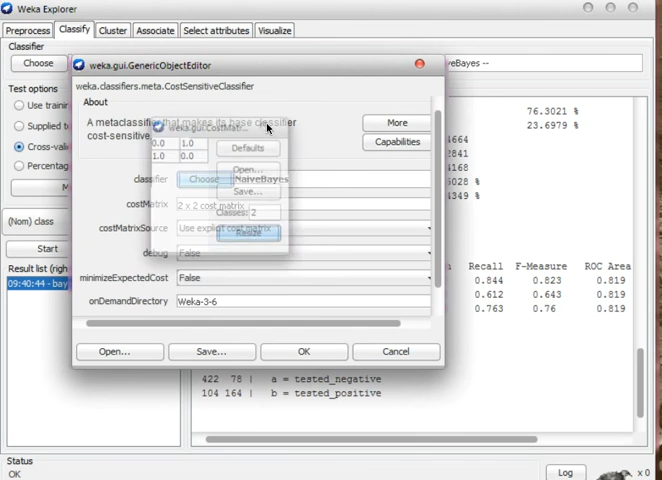 Weka Explorer
Preprocess Classify Cluster Associate Select attributes Visualize
Classifier
Choose
veBayes --
Test options
Use trainin
Supplied t
Cross-valid
Percentag
M
(Nom) class
Start
Result list (righ
09:40:44 - bay
weka.gui.GenericObjectEditor
weka.classifiers.meta.CostSensitiveClassifier
About
A metaclassifier that makes its base classifier
cost-sensitive.
More
Capabilities
weka.gui.CostMatr...
0.0 1.0
1.0 0.0
Defaults
Open...
Save...
Classes: 2
Resize
classifier Choose NaiveBayes
costMatrix 2 x 2 cost matrix
costMatrixSource Use explicit cost matrix
debug False
minimizeExpectedCost False
onDemandDirectory Weka-3-6
Open... Save... OK Cancel
76.3021 %
23.6979 %
4664
2841
4168
5028 %
4349 %
Recall F-Measure ROC Area
0.844 0.823 0.819
0.612 0.643 0.819
0.763 0.76 0.819
422 78 | a = tested_negative
104 164 | b = tested_positive
Status
OK
Log
x 0